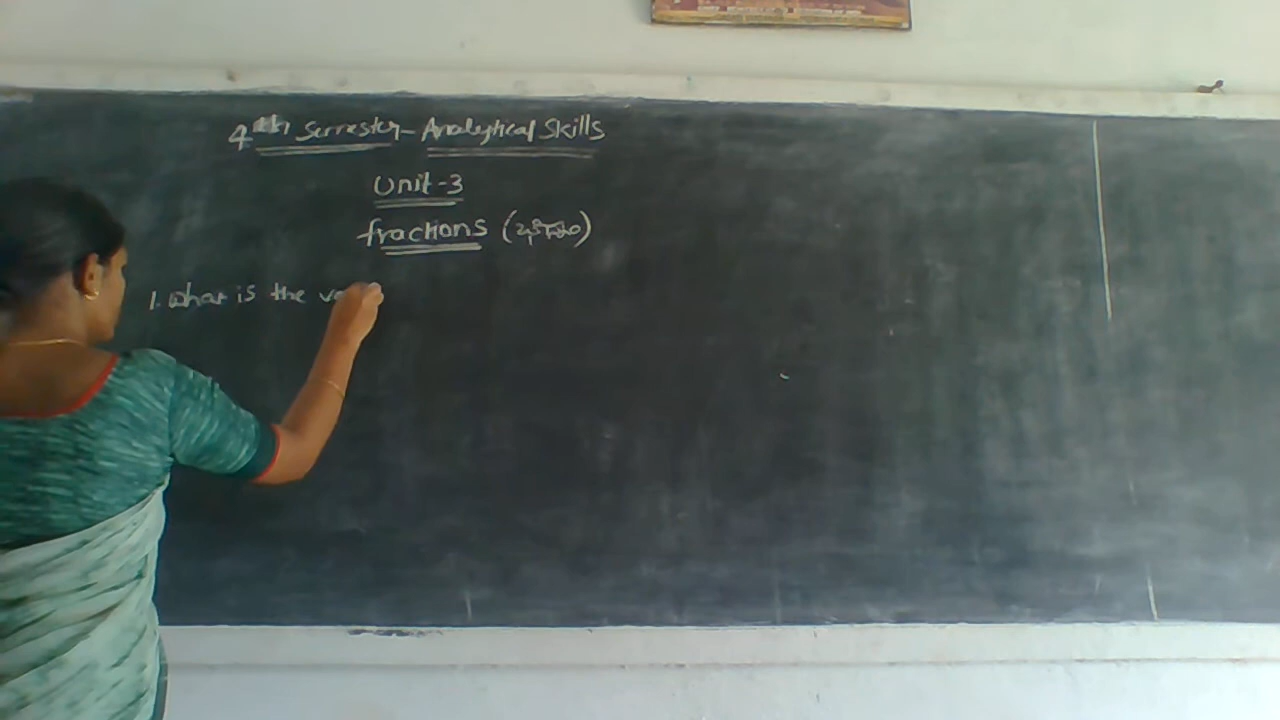 4th Semester - Analytical Skills
Unit-3
fractions
1. What is the